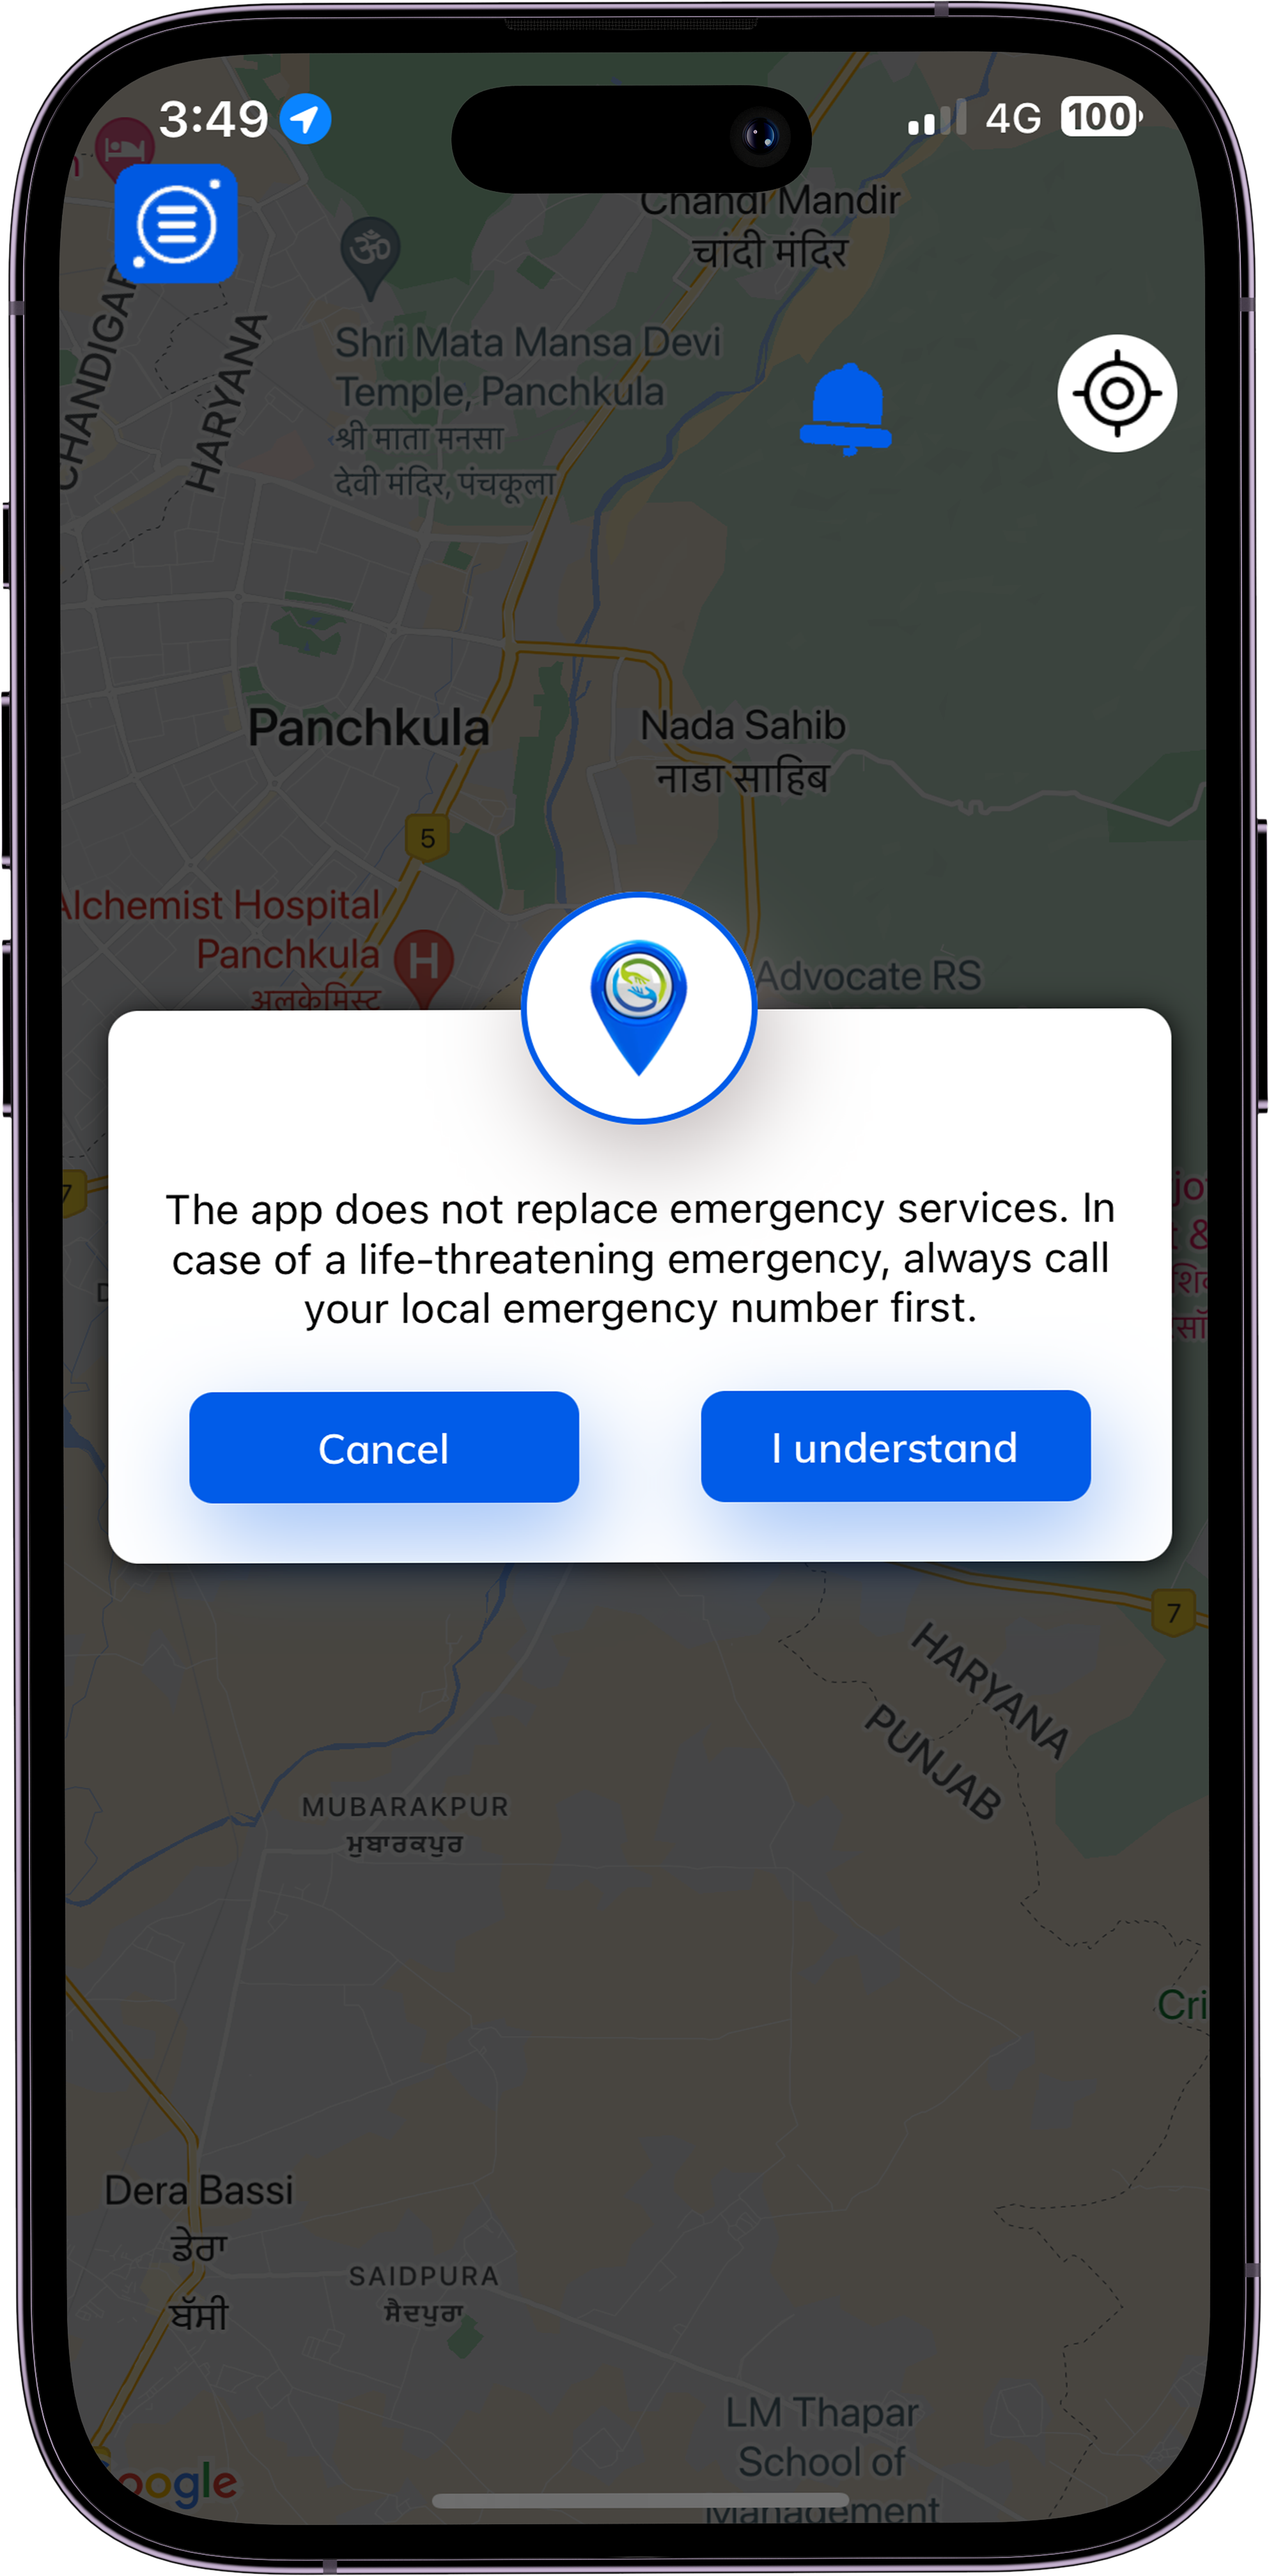 3:49
4G
100
Chandi Mandir
चांदी मंदिर
CHANDIGAR
HARYANA
ॐ
Shri Mata Mansa Devi
Temple, Panchkula
श्री माता मनसा
देवी मंदिर, पंचकूला
Panchkula
Nada Sahib
नाडा साहिब
5
Alchemist Hospital
Panchkula
अलकेमिस्ट
H
Advocate RS
7
The app does not replace emergency services. In
case of a life-threatening emergency, always call
your local emergency number first.
Cancel
I understand
7
HARYANA
PUNJAB
MUBARAKPUR
ਮੁਬਾਰਕਪੁਰ
Cri
Dera Bassi
ਡੇਰਾ
ਬੱਸੀ
SAIDPURA
ਸੈਦਪੁਰਾ
LM Thapar
School of
Management
Google